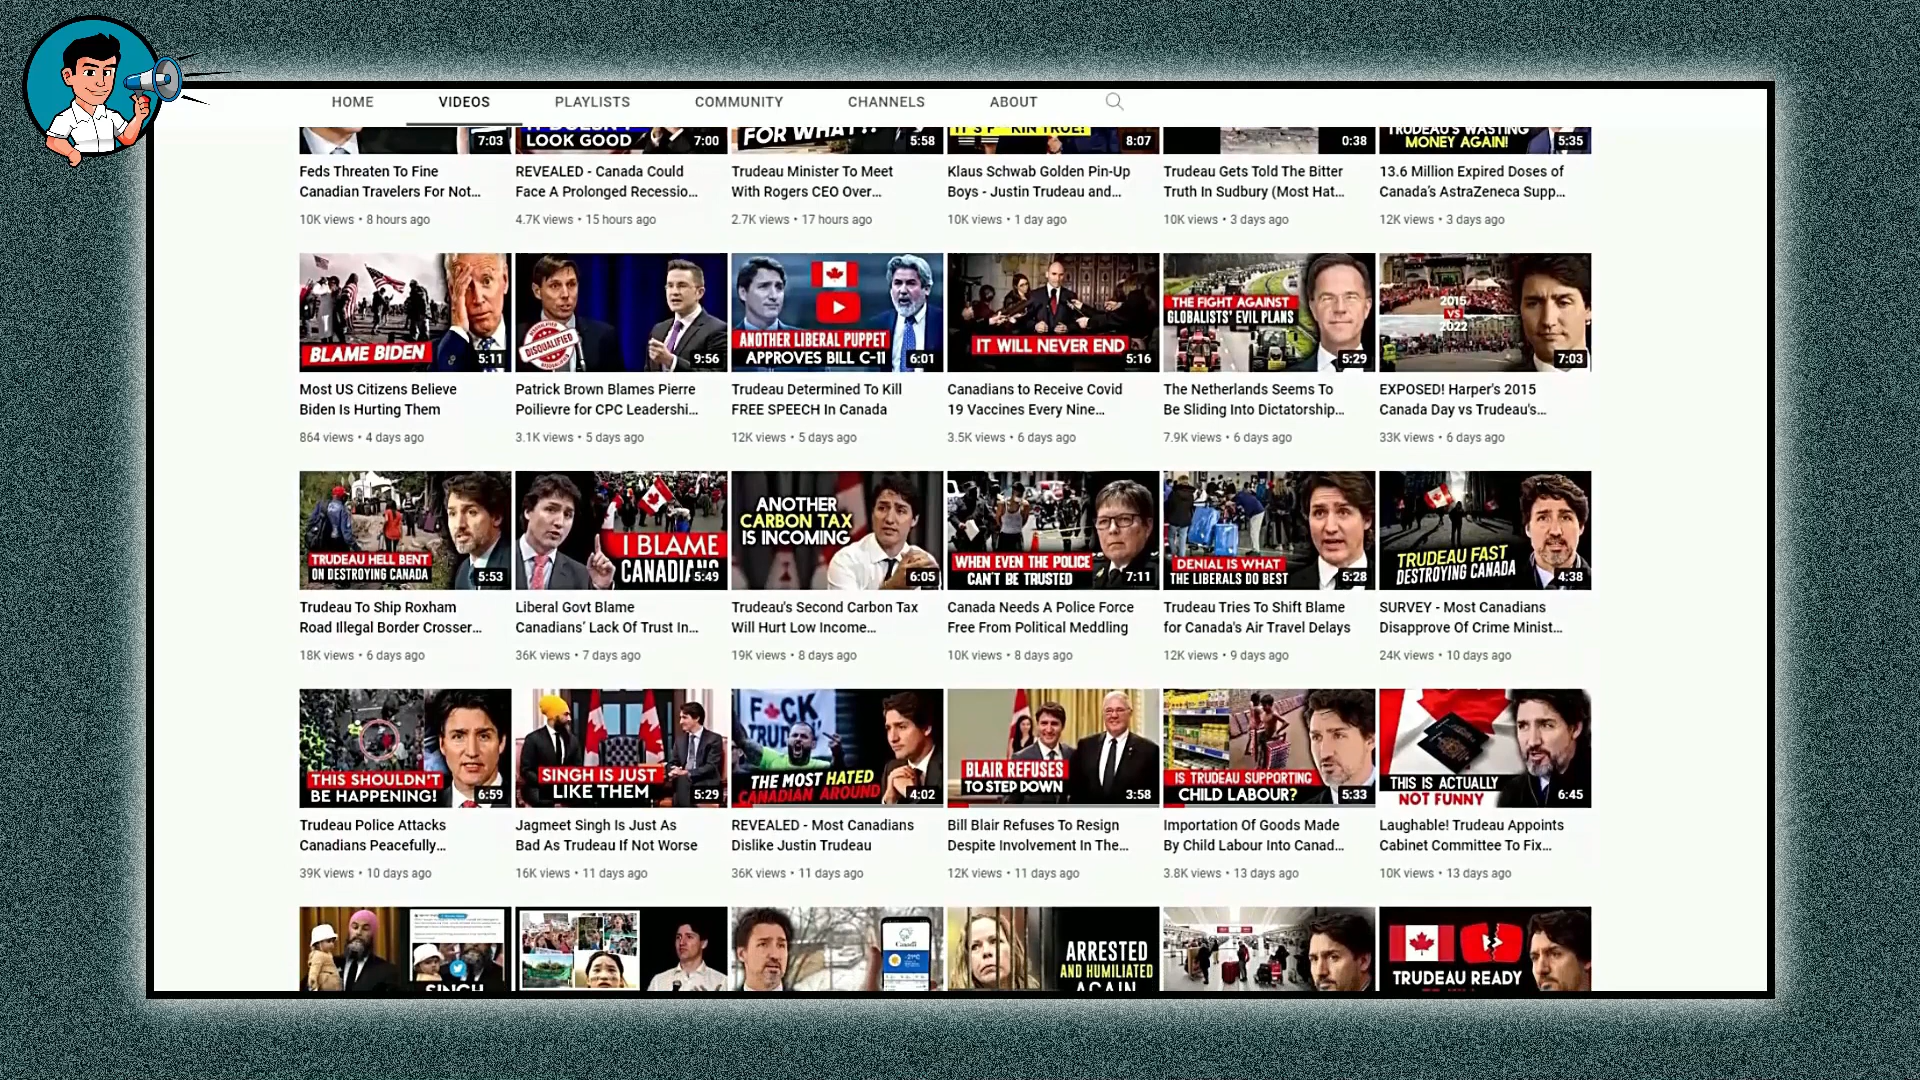 HOME VIDEOS PLAYLISTS COMMUNITY CHANNELS ABOUT
7:03
LOOK GOOD 7:00
FOR WHAT?! 5:58
8:07
0:38
TRUDEAU'S WASTING
MONEY AGAIN! 5:35
Feds Threaten To Fine
Canadian Travelers For Not...
10K views • 8 hours ago
REVEALED - Canada Could
Face A Prolonged Recessio...
4.7K views • 15 hours ago
Trudeau Minister To Meet
With Rogers CEO Over...
2.7K views • 17 hours ago
Klaus Schwab Golden Pin-Up
Boys - Justin Trudeau and...
10K views • 1 day ago
Trudeau Gets Told The Bitter
Truth In Sudbury (Most Hat...
10K views • 3 days ago
13.6 Million Expired Doses of
Canada's AstraZeneca Supp...
12K views • 3 days ago
BLAME BIDEN 5:11
Most US Citizens Believe
Biden Is Hurting Them
864 views • 4 days ago
DISQUALIFIED
9:56
Patrick Brown Blames Pierre
Poilievre for CPC Leadershi...
3.1K views • 5 days ago
ANOTHER LIBERAL PUPPET
APPROVES BILL C-11 6:01
Trudeau Determined To Kill
FREE SPEECH In Canada
12K views • 5 days ago
IT WILL NEVER END 5:16
Canadians to Receive Covid
19 Vaccines Every Nine...
3.5K views • 6 days ago
THE FIGHT AGAINST
GLOBALISTS' EVIL PLANS
5:29
The Netherlands Seems To
Be Sliding Into Dictatorship...
7.9K views • 6 days ago
2015
VS
2022
7:03
EXPOSED! Harper's 2015
Canada Day vs Trudeau's...
33K views • 6 days ago
TRUDEAU HELL BENT
ON DESTROYING CANADA 5:53
Trudeau To Ship Roxham
Road Illegal Border Crosser...
18K views • 6 days ago
I BLAME
CANADIANS 5:49
Liberal Govt Blame
Canadians' Lack Of Trust In...
36K views • 7 days ago
ANOTHER
CARBON TAX
IS INCOMING
6:05
Trudeau's Second Carbon Tax
Will Hurt Low Income...
19K views • 8 days ago
WHEN EVEN THE POLICE
CAN'T BE TRUSTED 7:11
Canada Needs A Police Force
Free From Political Meddling
10K views • 8 days ago
DENIAL IS WHAT
THE LIBERALS DO BEST 5:28
Trudeau Tries To Shift Blame
for Canada's Air Travel Delays
12K views • 9 days ago
TRUDEAU FAST
DESTROYING CANADA 4:38
SURVEY - Most Canadians
Disapprove Of Crime Minist...
24K views • 10 days ago
THIS SHOULDN'T
BE HAPPENING! 6:59
Trudeau Police Attacks
Canadians Peacefully...
39K views • 10 days ago
SINGH IS JUST
LIKE THEM 5:29
Jagmeet Singh Is Just As
Bad As Trudeau If Not Worse
16K views • 11 days ago
F CK
TRUD
THE MOST HATED
CANADIAN AROUND 4:02
REVEALED - Most Canadians
Dislike Justin Trudeau
36K views • 11 days ago
BLAIR REFUSES
TO STEP DOWN 3:58
Bill Blair Refuses To Resign
Despite Involvement In The...
12K views • 11 days ago
IS TRUDEAU SUPPORTING
CHILD LABOUR? 5:33
Importation Of Goods Made
By Child Labour Into Canad...
3.8K views • 13 days ago
THIS IS ACTUALLY
NOT FUNNY 6:45
Laughable! Trudeau Appoints
Cabinet Committee To Fix...
10K views • 13 days ago
SINGH
Canada
ARRESTED
AND HUMILIATED
AGAIN
TRUDEAU READY